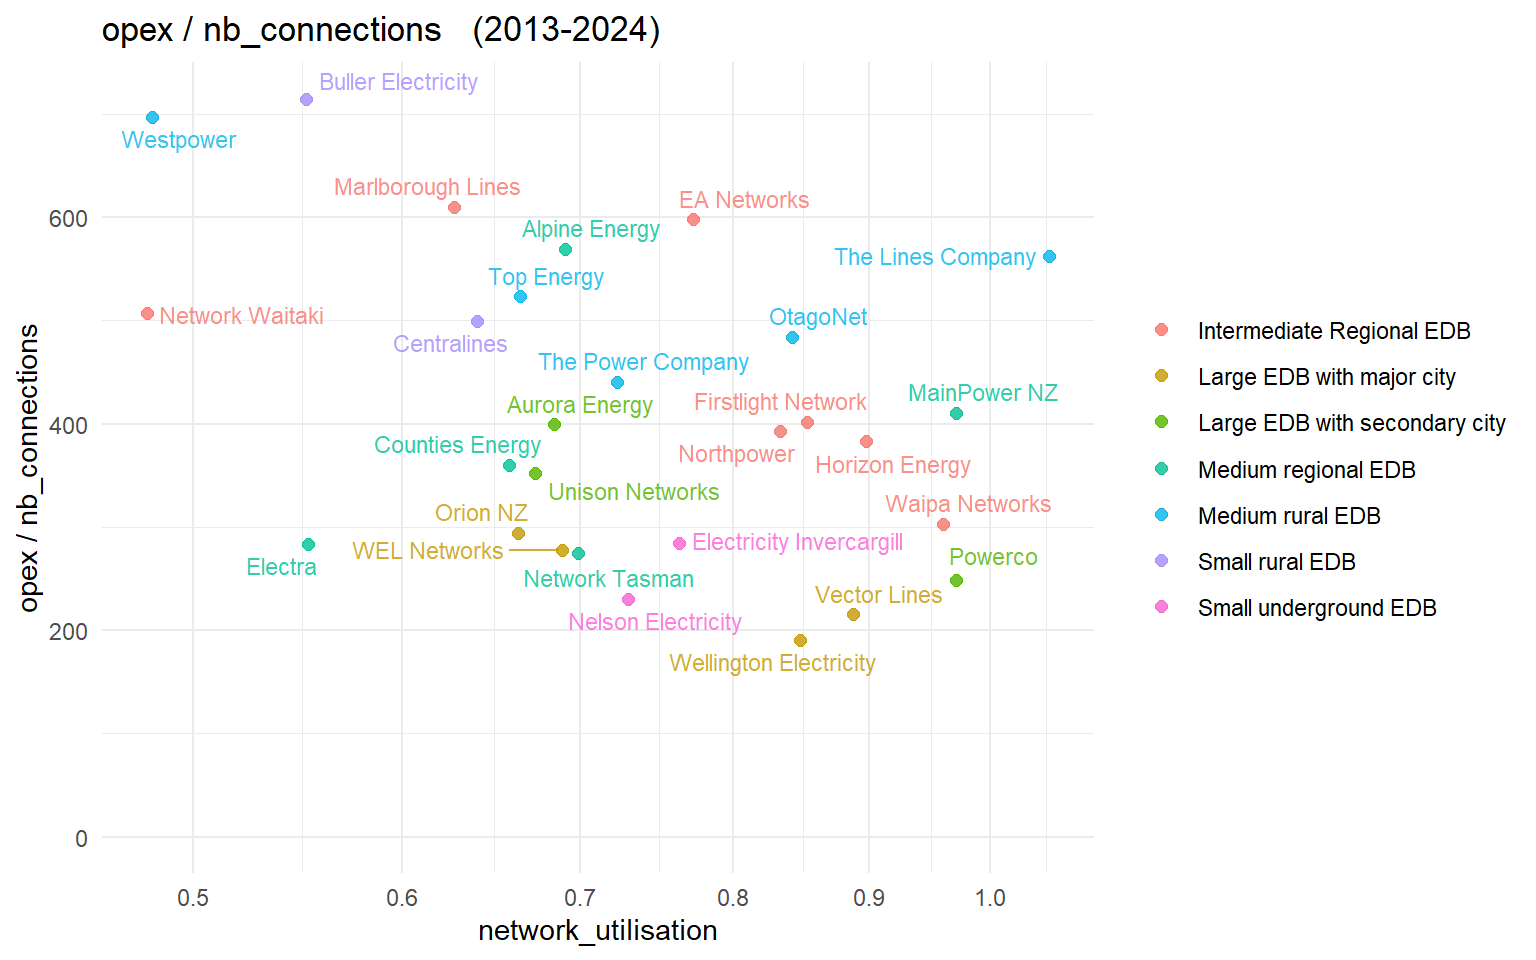 opex / nb_connections (2013-2024)
Buller Electricity
Westpower
Marlborough Lines
EA Networks
Alpine Energy
The Lines Company
Top Energy
Network Waitaki
OtagoNet
Centralines
The Power Company
MainPower NZ
Aurora Energy
Firstlight Network
Counties Energy
Northpower
Horizon Energy
Unison Networks
Waipa Networks
Orion NZ
WEL Networks
Electricity Invercargill
Powerco
Electra
Network Tasman
Vector Lines
Nelson Electricity
Wellington Electricity
600
400
200
0
opex / nb_connections
0.5
0.6
0.7
0.8
0.9
1.0
network_utilisation
Intermediate Regional EDB
Large EDB with major city
Large EDB with secondary city
Medium regional EDB
Medium rural EDB
Small rural EDB
Small underground EDB